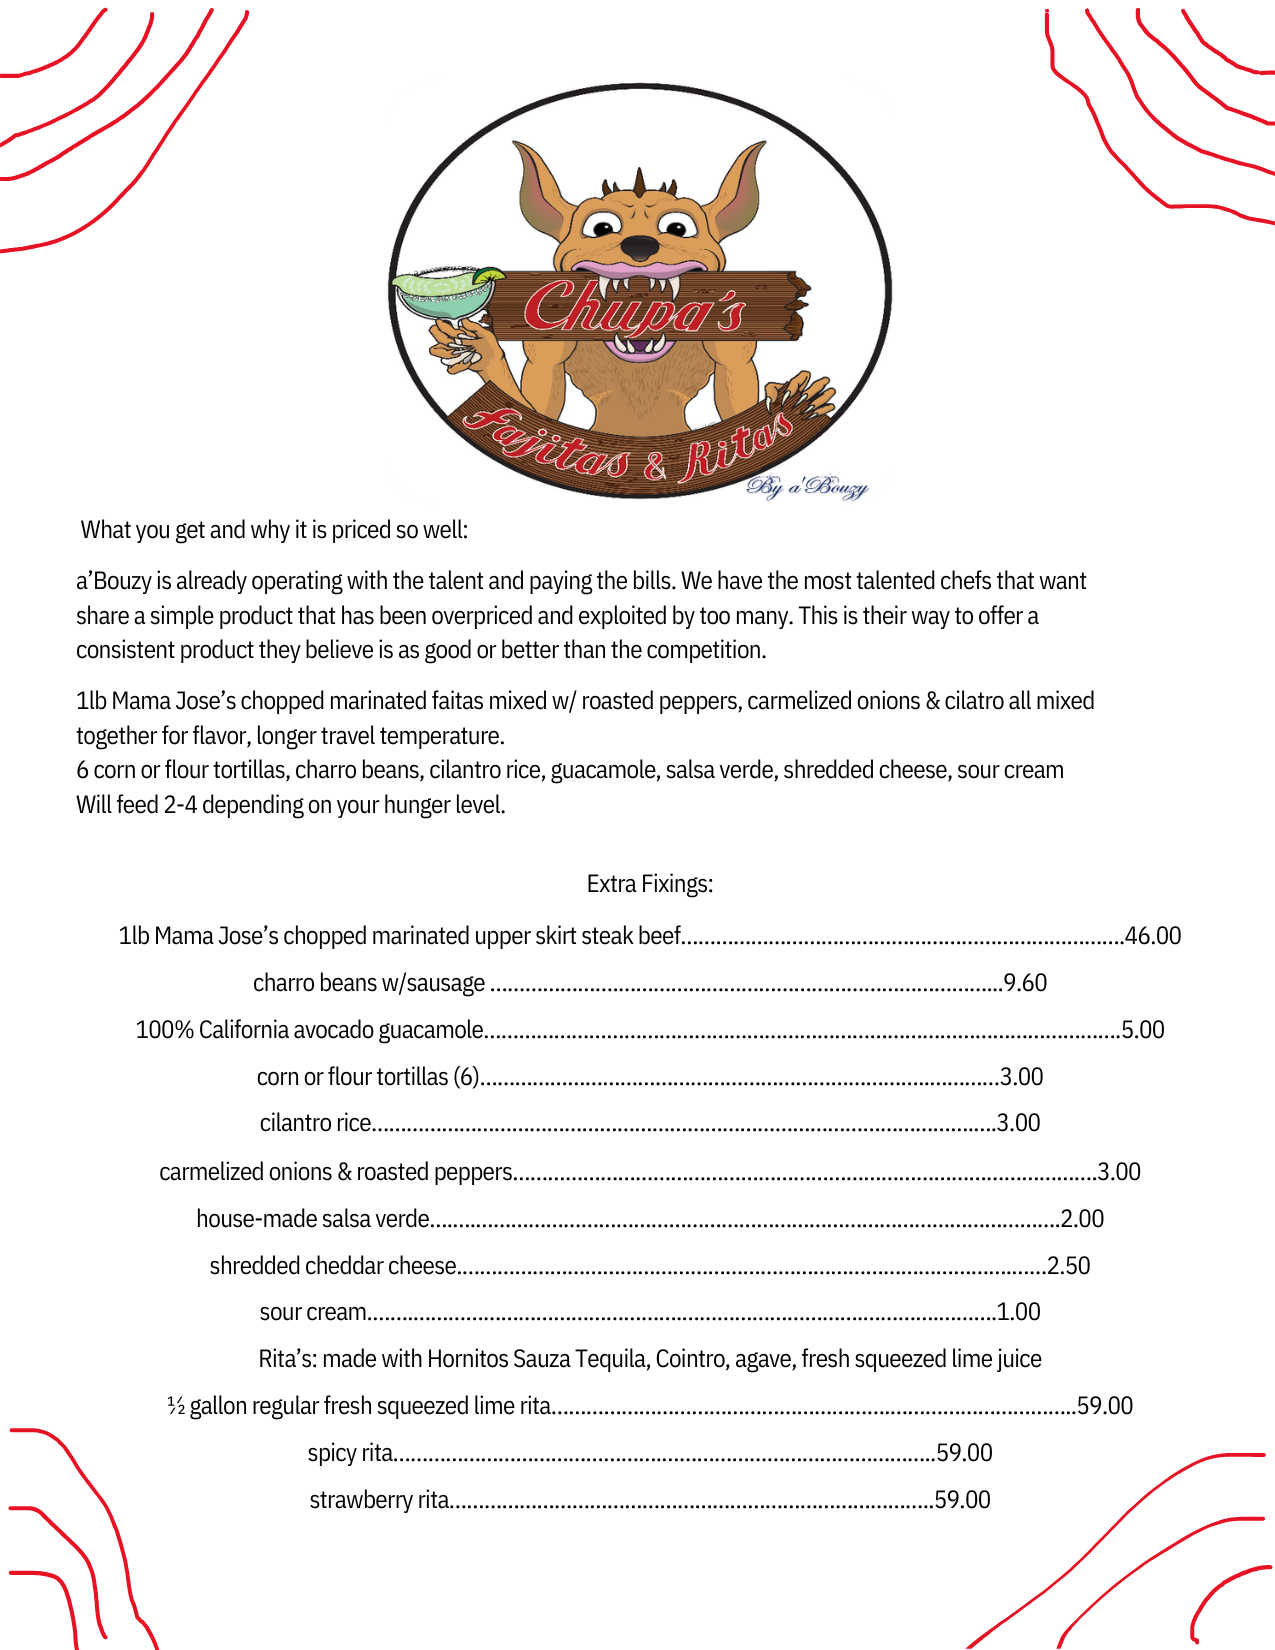 Chupa's
Fajitas & Ritas
By a'Bouzy
What you get and why it is priced so well:
a’Bouzy is already operating with the talent and paying the bills. We have the most talented chefs that want
share a simple product that has been overpriced and exploited by too many. This is their way to offer a
consistent product they believe is as good or better than the competition.
1lb Mama Jose’s chopped marinated faitas mixed w/ roasted peppers, carmelized onions & cilatro all mixed
together for flavor, longer travel temperature.
6 corn or flour tortillas, charro beans, cilantro rice, guacamole, salsa verde, shredded cheese, sour cream
Will feed 2-4 depending on your hunger level.
Extra Fixings:
1lb Mama Jose’s chopped marinated upper skirt steak beef............................................................................46.00
charro beans w/sausage ........................................................................................9.60
100% California avocado guacamole.............................................................................................................5.00
corn or flour tortillas (6).........................................................................................3.00
cilantro rice...........................................................................................................3.00
carmelized onions & roasted peppers....................................................................................................3.00
house-made salsa verde............................................................................................................2.00
shredded cheddar cheese.....................................................................................................2.50
sour cream............................................................................................................1.00
Rita’s: made with Hornitos Sauza Tequila, Cointro, agave, fresh squeezed lime juice
½ gallon regular fresh squeezed lime rita..........................................................................................59.00
spicy rita.............................................................................................59.00
strawberry rita...................................................................................59.00